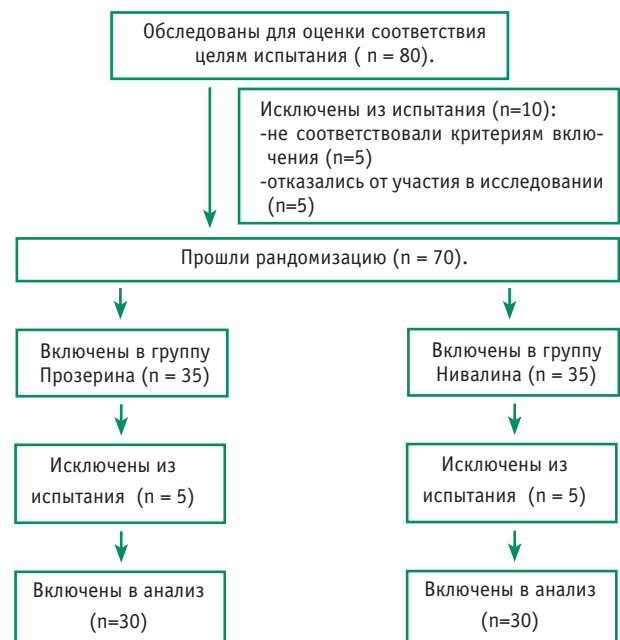 Обследованы для оценки соответствия
целям испытания ( n = 80).
Исключены из испытания (n=10):
-не соответствовали критериям вклю-
чения (n=5)
-отказались от участия в исследовании
(n=5)
Прошли рандомизацию (n = 70).
Включены в группу
Прозерина (n = 35)
Включены в группу
Нивалина (n = 35)
Исключены из
испытания (n = 5)
Исключены из
испытания (n = 5)
Включены в анализ
(n=30)
Включены в анализ
(n=30)